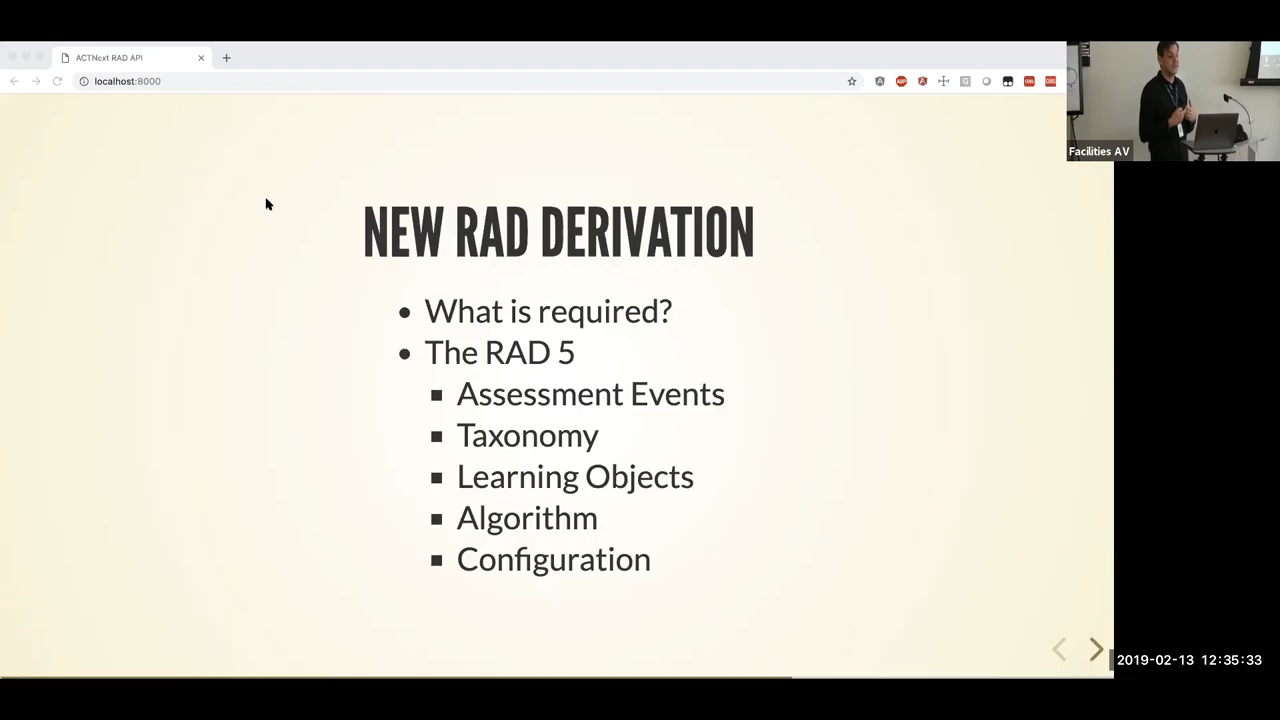 ACTNext RAD API
localhost:8000
Facilities AV
NEW RAD DERIVATION
What is required?
The RAD 5
Assessment Events
Taxonomy
Learning Objects
Algorithm
Configuration
2019-02-13 12:35:33